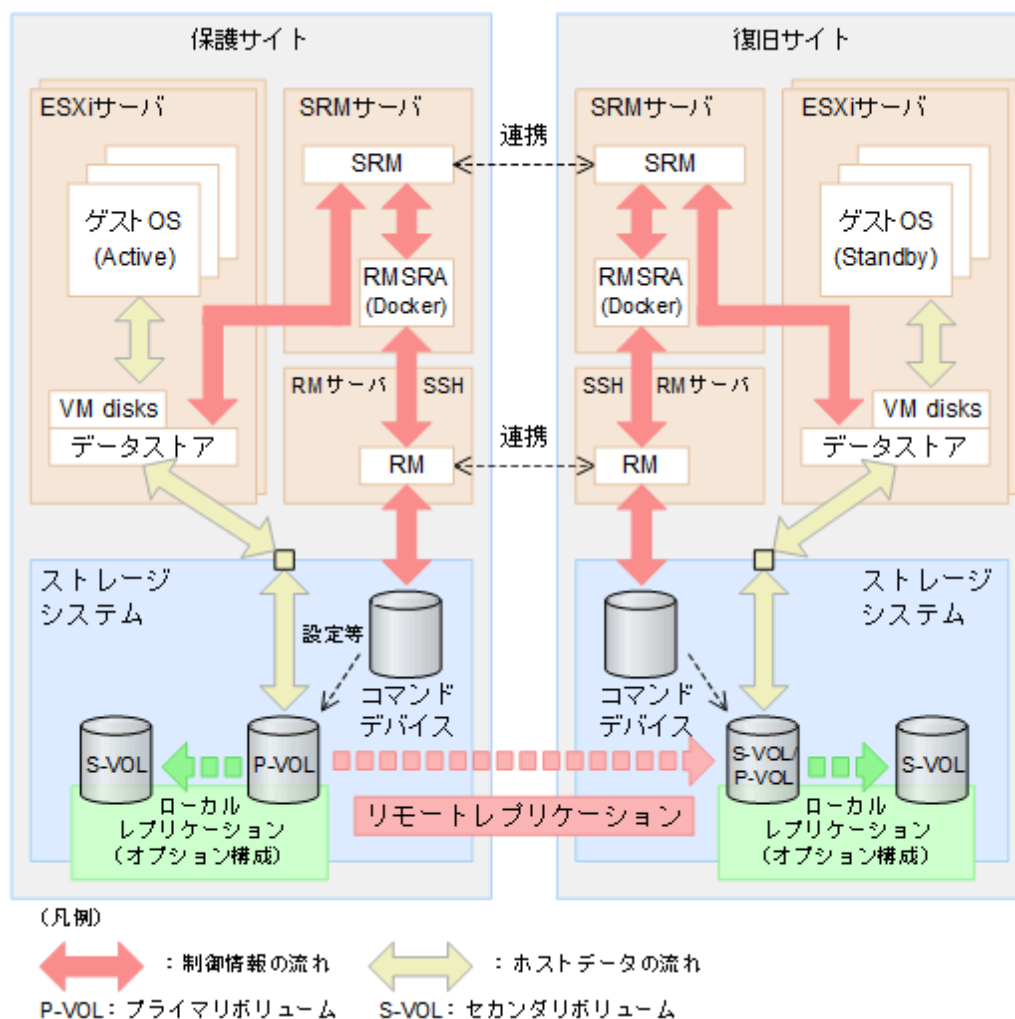 保護サイト
ESXiサーバ
ゲストOS
(Active)
VM disks
データストア
SRMサーバ
SRM
RMSRA
(Docker)
RMサーバ
SSH
RM
連携
連携
復旧サイト
SRMサーバ
SRM
RMSRA
(Docker)
SSH
RMサーバ
RM
ESXiサーバ
ゲストOS
(Standby)
VM disks
データストア
ストレージ
システム
設定等
コマンド
デバイス
S-VOL
P-VOL
ローカル
レプリケーション
(オプション構成)
リモートレプリケーション
ストレージ
システム
コマンド
デバイス
S-VOL/
P-VOL
S-VOL
ローカル
レプリケーション
(オプション構成)
(凡例)
：制御情報の流れ
：ホストデータの流れ
P-VOL：プライマリボリューム
S-VOL：セカンダリボリューム